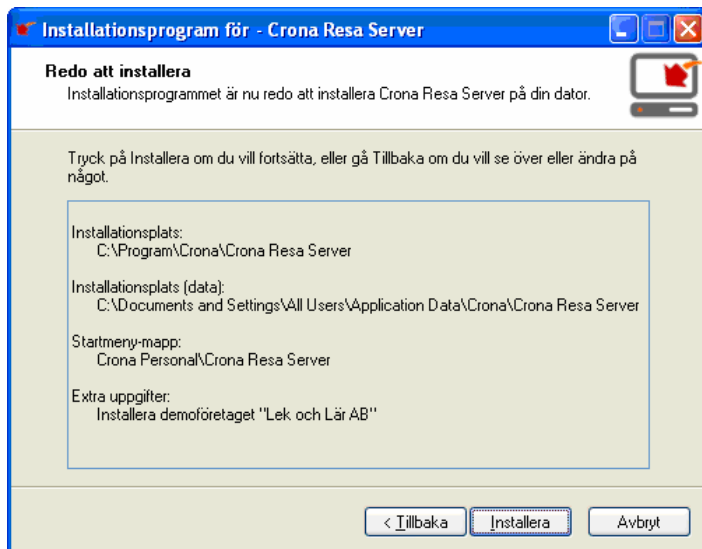 Installationsprogram för - Crona Resa Server
Redo att installera
Installationsprogrammet är nu redo att installera Crona Resa Server på din dator.
Tryck på Installera om du vill fortsätta, eller gå Tillbaka om du vill se över eller ändra på
något.
Installationsplats:
C:\Program\Crona\Crona Resa Server
Installationsplats (data):
C:\Documents and Settings\All Users\Application Data\Crona\Crona Resa Server
Startmeny-mapp:
Crona Personal\Crona Resa Server
Extra uppgifter:
Installera demoföretaget "Lek och Lär AB"
< Tillbaka Installera Avbryt